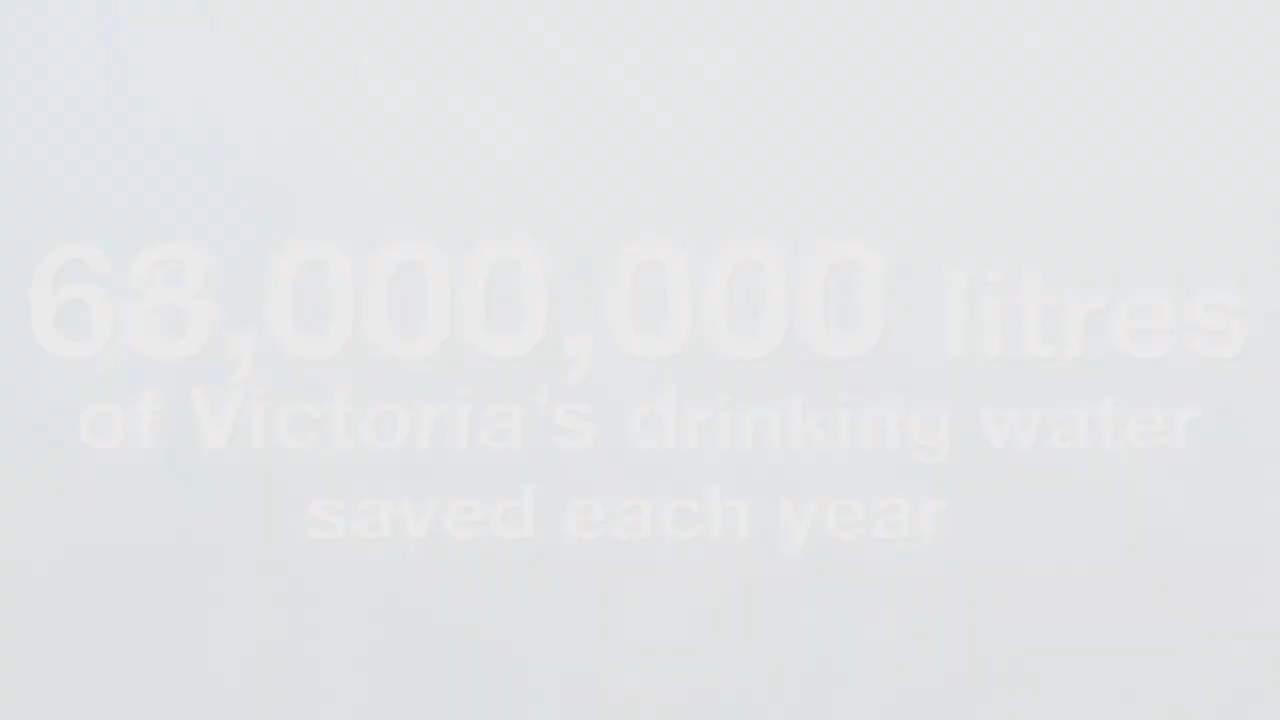 68,000,000 litres
of Victoria's drinking water
saved each year